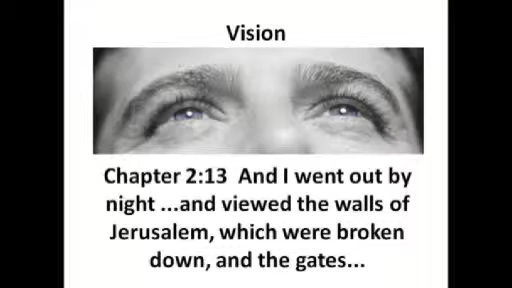 Vision
Chapter 2:13 And I went out by
night ...and viewed the walls of
Jerusalem, which were broken
down, and the gates...